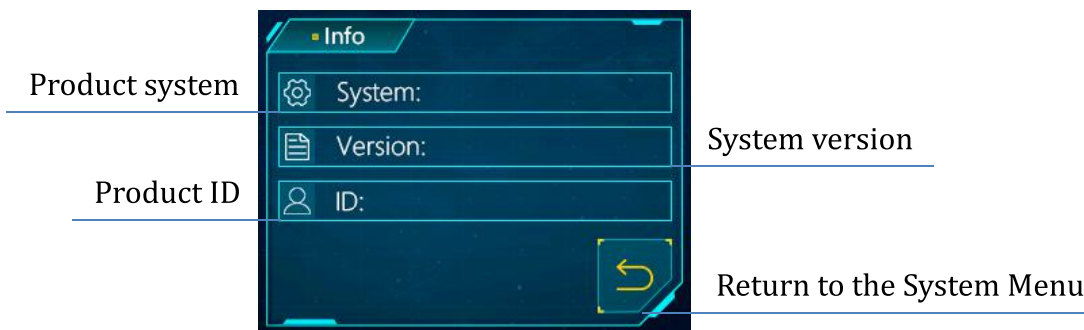 Info
Product system
System:
Version:
System version
Product ID
ID:
Return to the System Menu